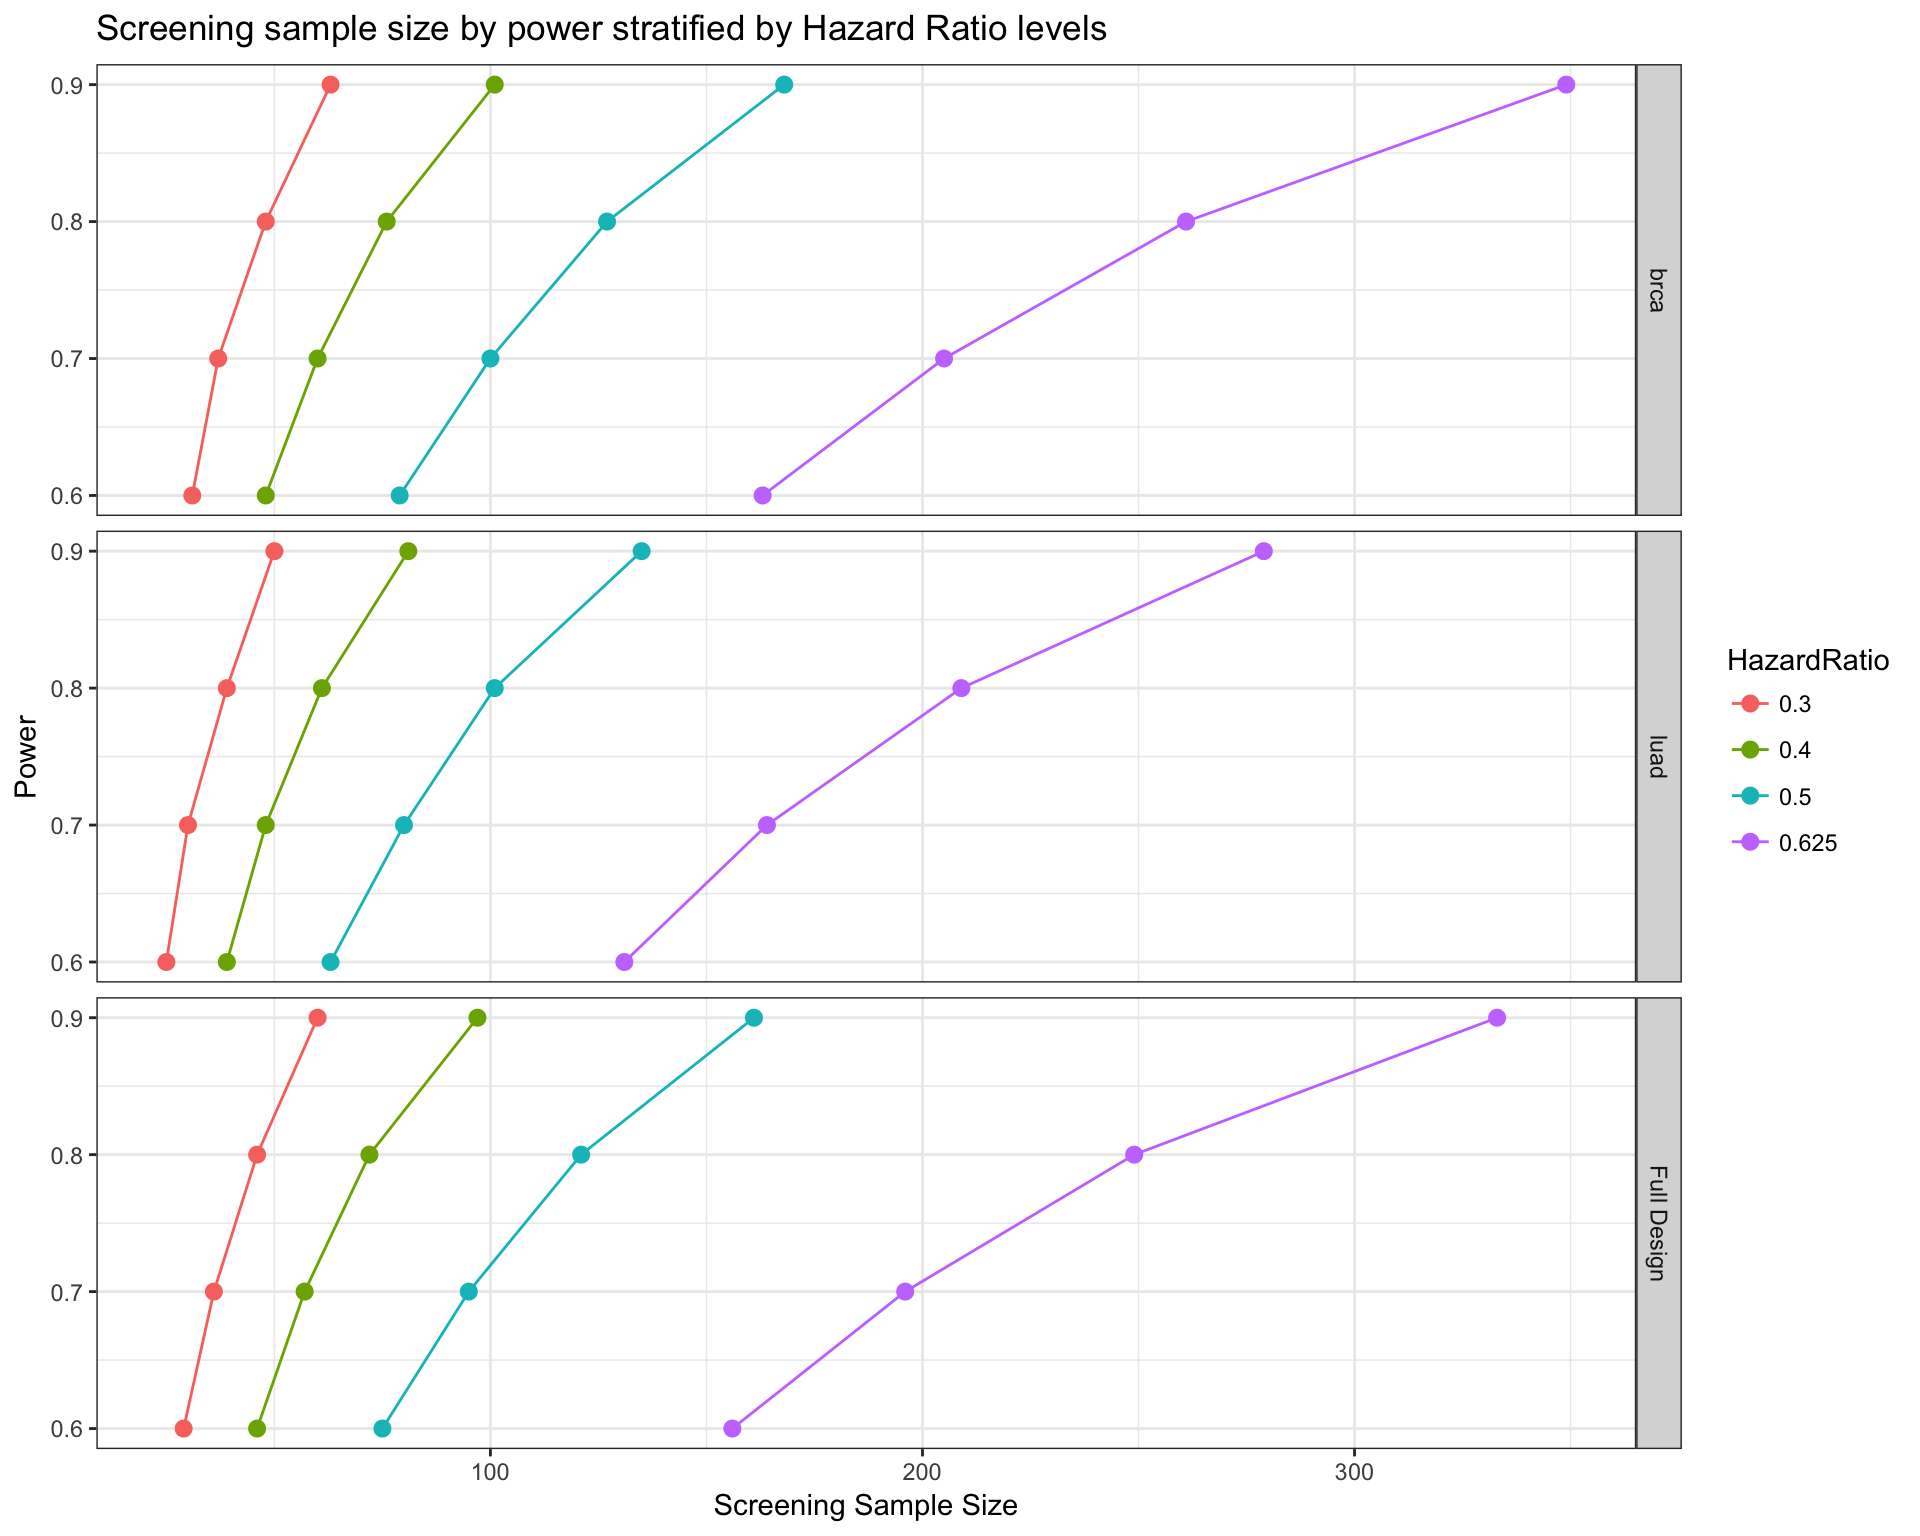 Screening sample size by power stratified by Hazard Ratio levels
0.9
0.8
0.7
0.6
brca
0.9
0.8
0.7
0.6
luad
0.9
0.8
0.7
0.6
Full Design
Power
100
200
300
Screening Sample Size
HazardRatio
0.3
0.4
0.5
0.625